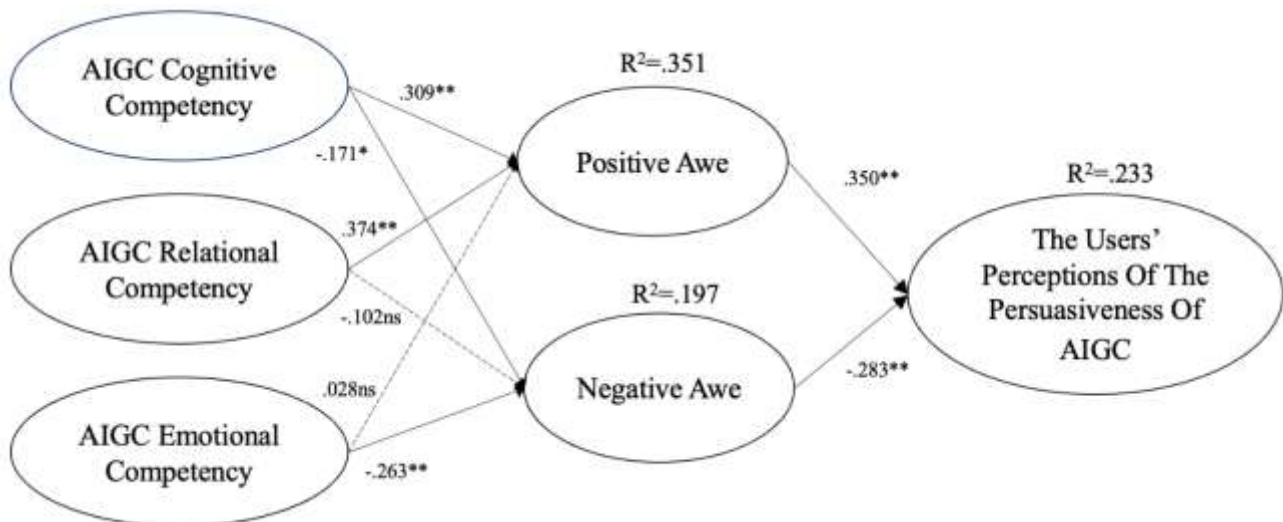 AIGC Cognitive
Competency
AIGC Relational
Competency
AIGC Emotional
Competency
.309**
-.171*
.374**
-.102ns
.028ns
-.263**
R²=.351
Positive Awe
R²=.197
Negative Awe
.350**
-.283**
R²=.233
The Users’
Perceptions Of The
Persuasiveness Of
AIGC